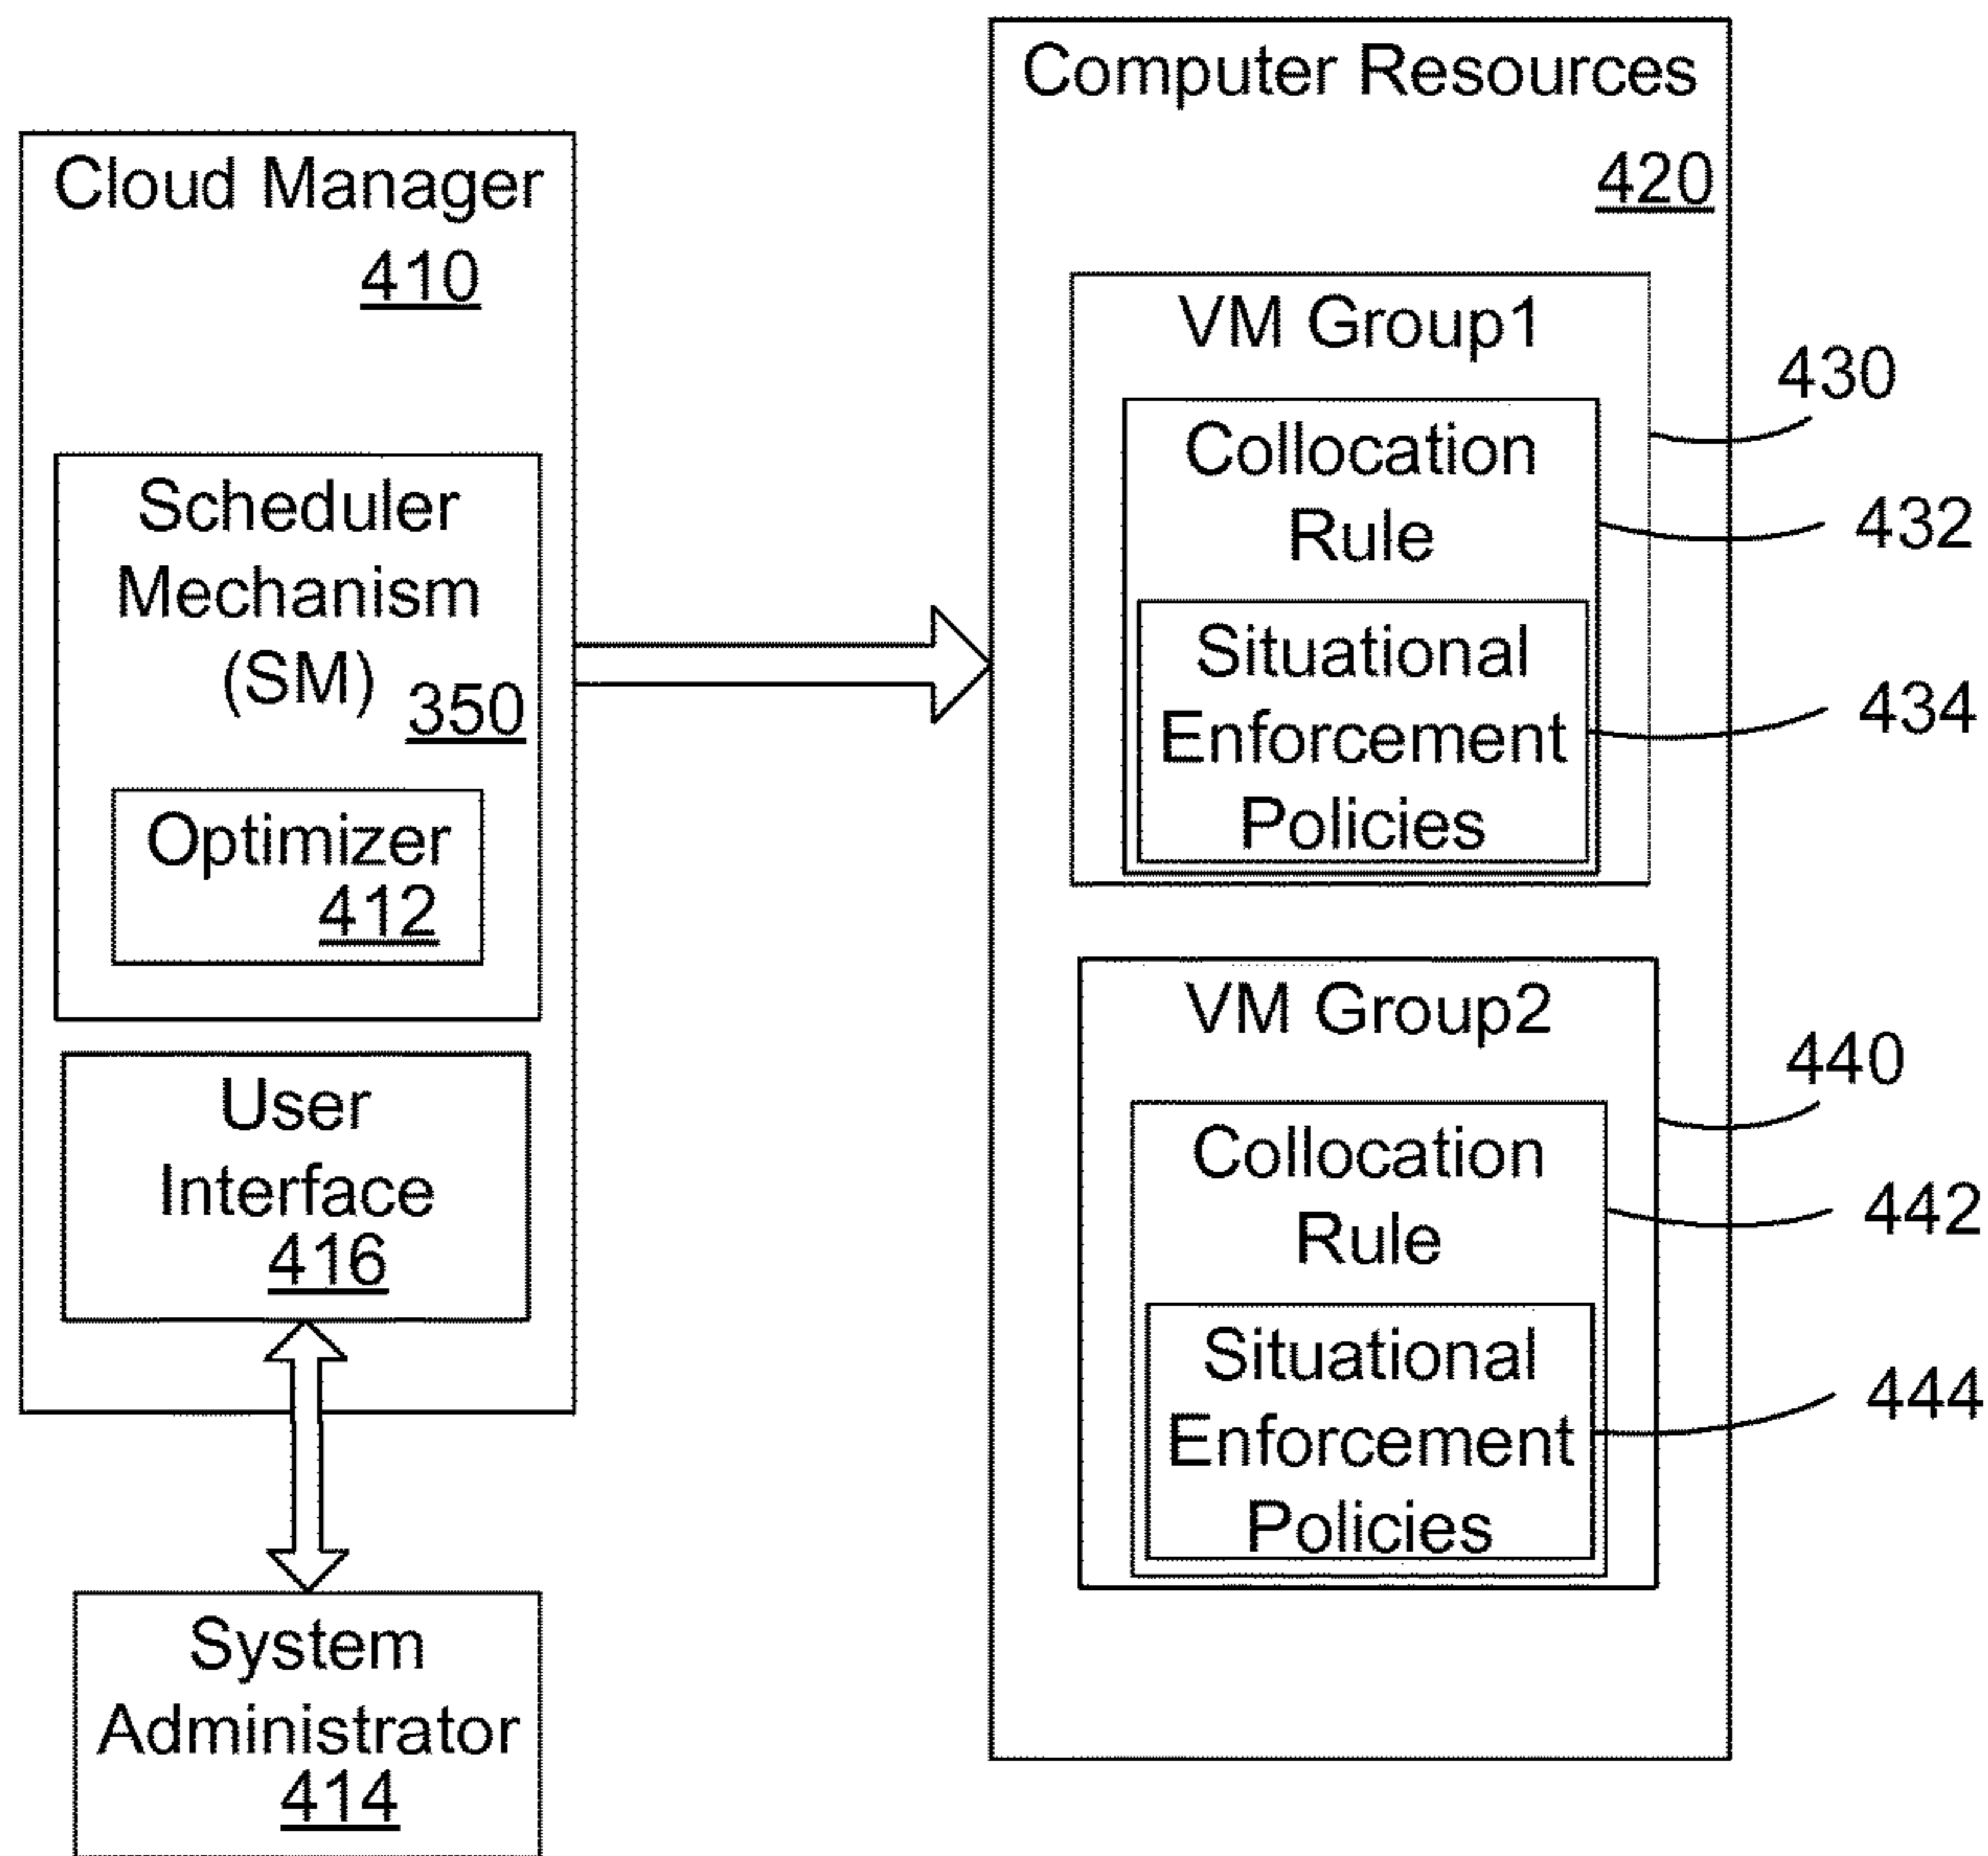 Cloud Manager
410
Scheduler
Mechanism
(SM)
350
Optimizer
412
User
Interface
416
System
Administrator
414
Computer Resources
420
VM Group1
Collocation
Rule
Situational
Enforcement
Policies
430
432
434
VM Group2
Collocation
Rule
Situational
Enforcement
Policies
440
442
444